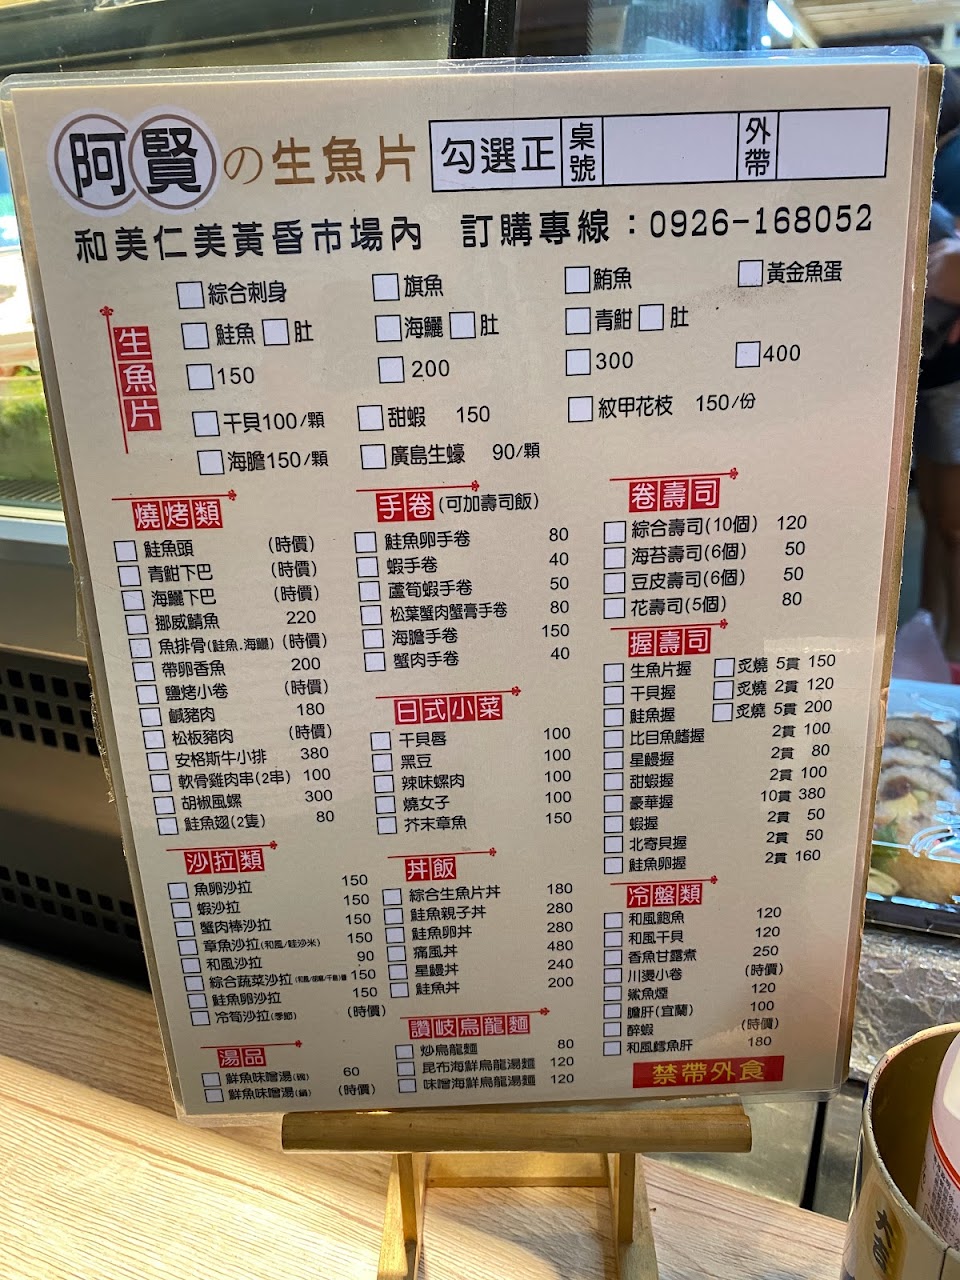 阿賢の生魚片 勾選正 桌號 外帶
和美仁美黃昏市場內 訂購專線：0926-168052
生魚片
□綜合刺身 □旗魚 □鮪魚 □黃金魚蛋
□鮭魚 □肚 □海鱺 □肚 □青魽 □肚
□150 □200 □300 □400
□干貝100/顆 □甜蝦 150 □紋甲花枝 150/份
□海膽150/顆 □廣島生蠔 90/顆
燒烤類
□鮭魚頭 (時價)
□青魽下巴 (時價)
□海鱺下巴 (時價)
□挪威鯖魚 220
□魚排骨(鮭魚.海鱺) (時價)
□帶卵香魚 200
□鹽烤小卷 (時價)
□鹹豬肉 180
□松板豬肉 (時價)
□安格斯牛小排 380
□軟骨雞肉串(2串) 100
□胡椒風螺 300
□鮭魚翅(2隻) 80
沙拉類
□魚卵沙拉 150
□蝦沙拉 150
□蟹肉棒沙拉 150
□章魚沙拉(和風/哇沙米) 150
□和風沙拉 90
□綜合蔬菜沙拉 150
□鮭魚卵沙拉 150
□冷筍沙拉(季節) (時價)
湯品
□鮮魚味噌湯(碗) 60
□鮮魚味噌湯(鍋) (時價)
手卷(可加壽司飯)
□鮭魚卵手卷 80
□蝦手卷 40
□蘆筍蝦手卷 50
□松葉蟹肉蟹膏手卷 80
□海膽手卷 150
□蟹肉手卷 40
日式小菜
□干貝唇 100
□黑豆 100
□辣味螺肉 100
□燒女子 100
□芥末章魚 150
丼飯
□綜合生魚片丼 180
□鮭魚親子丼 280
□鮭魚卵丼 280
□痛風丼 480
□星鰻丼 240
□鮭魚丼 200
讚岐烏龍麵
□炒烏龍麵 80
□昆布海鮮烏龍湯麵 120
□味噌海鮮烏龍湯麵 120
卷壽司
□綜合壽司(10個) 120
□海苔壽司(6個) 50
□豆皮壽司(6個) 50
□花壽司(5個) 80
握壽司
□生魚片握 □炙燒 5貫 150
□干貝握 □炙燒 2貫 120
□鮭魚握 □炙燒 5貫 200
□比目魚鰭握 2貫 100
□星鰻握 2貫 80
□甜蝦握 2貫 100
□豪華握 10貫 380
□蝦握 2貫 50
□北寄貝握 2貫 50
□鮭魚卵握 2貫 160
冷盤類
□和風鮑魚 120
□和風干貝 120
□香魚甘露煮 250
□川燙小卷 (時價)
□鯊魚煙 120
□膽肝(宜蘭) 100
□醉蝦 (時價)
□和風鱈魚肝 180
禁帶外食